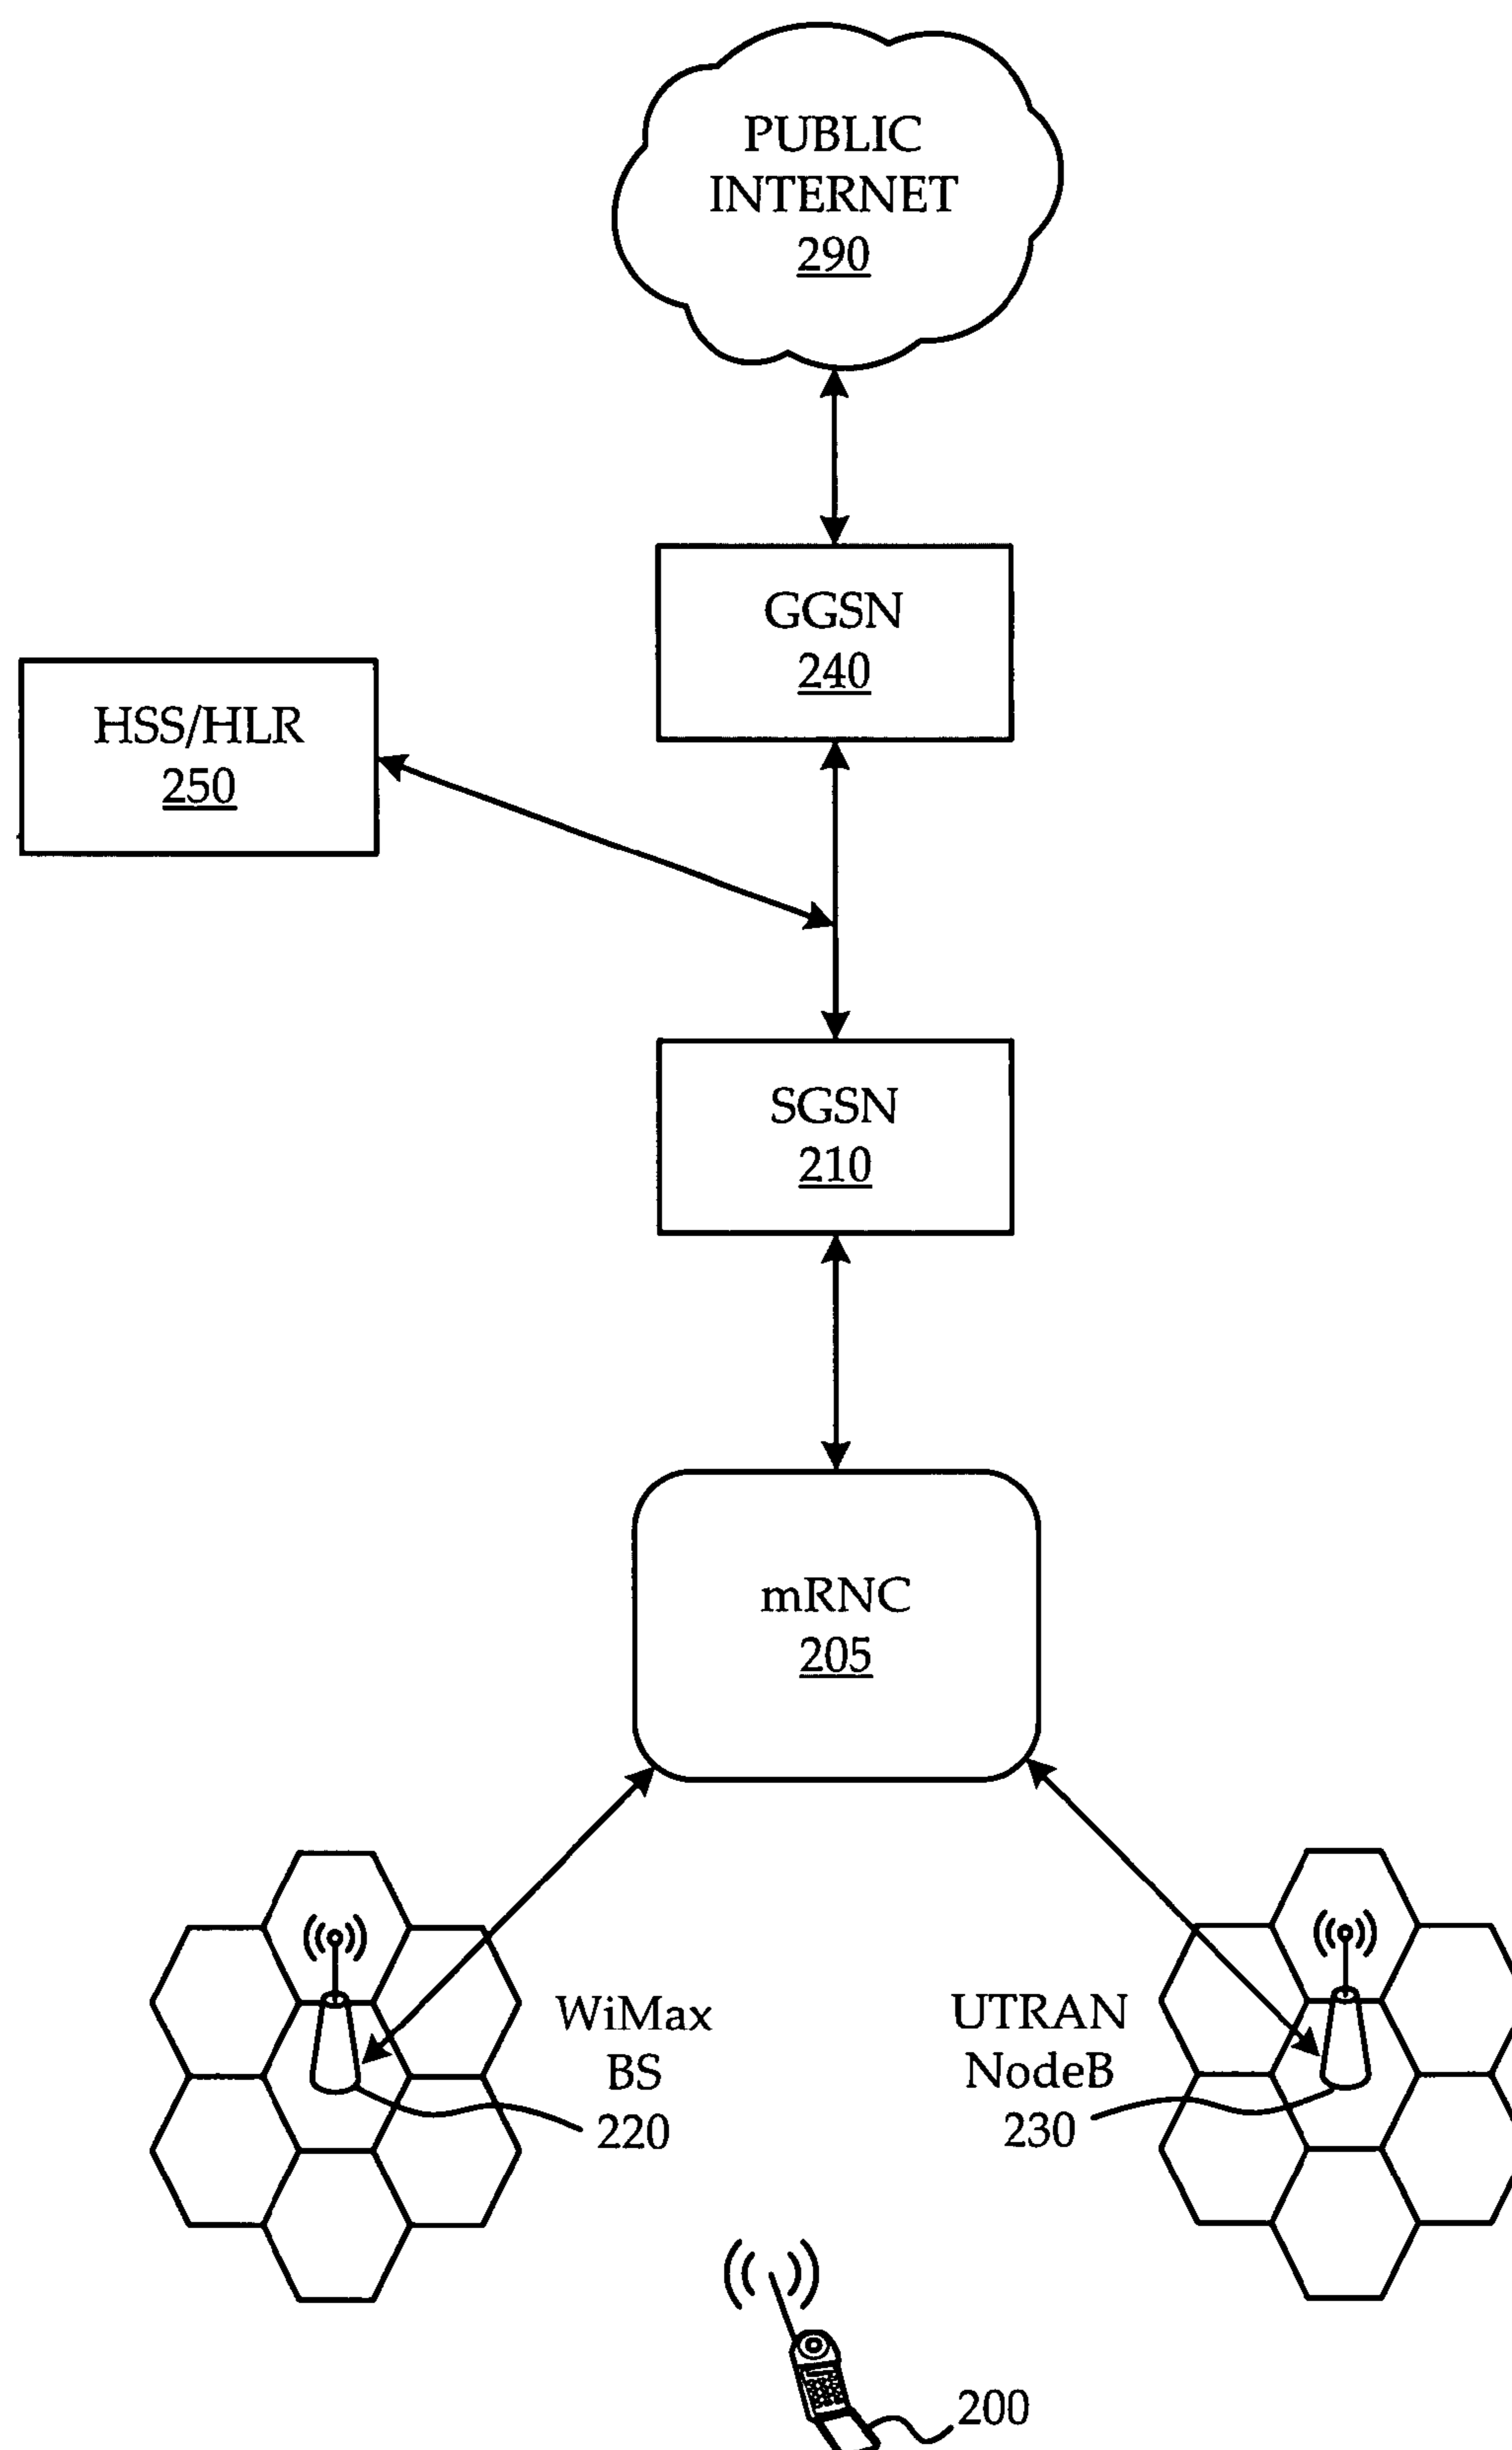 PUBLIC
INTERNET
290
GGSN
240
HSS/HLR
250
SGSN
210
mRNC
205
WiMax
BS
220
UTRAN
NodeB
230
200